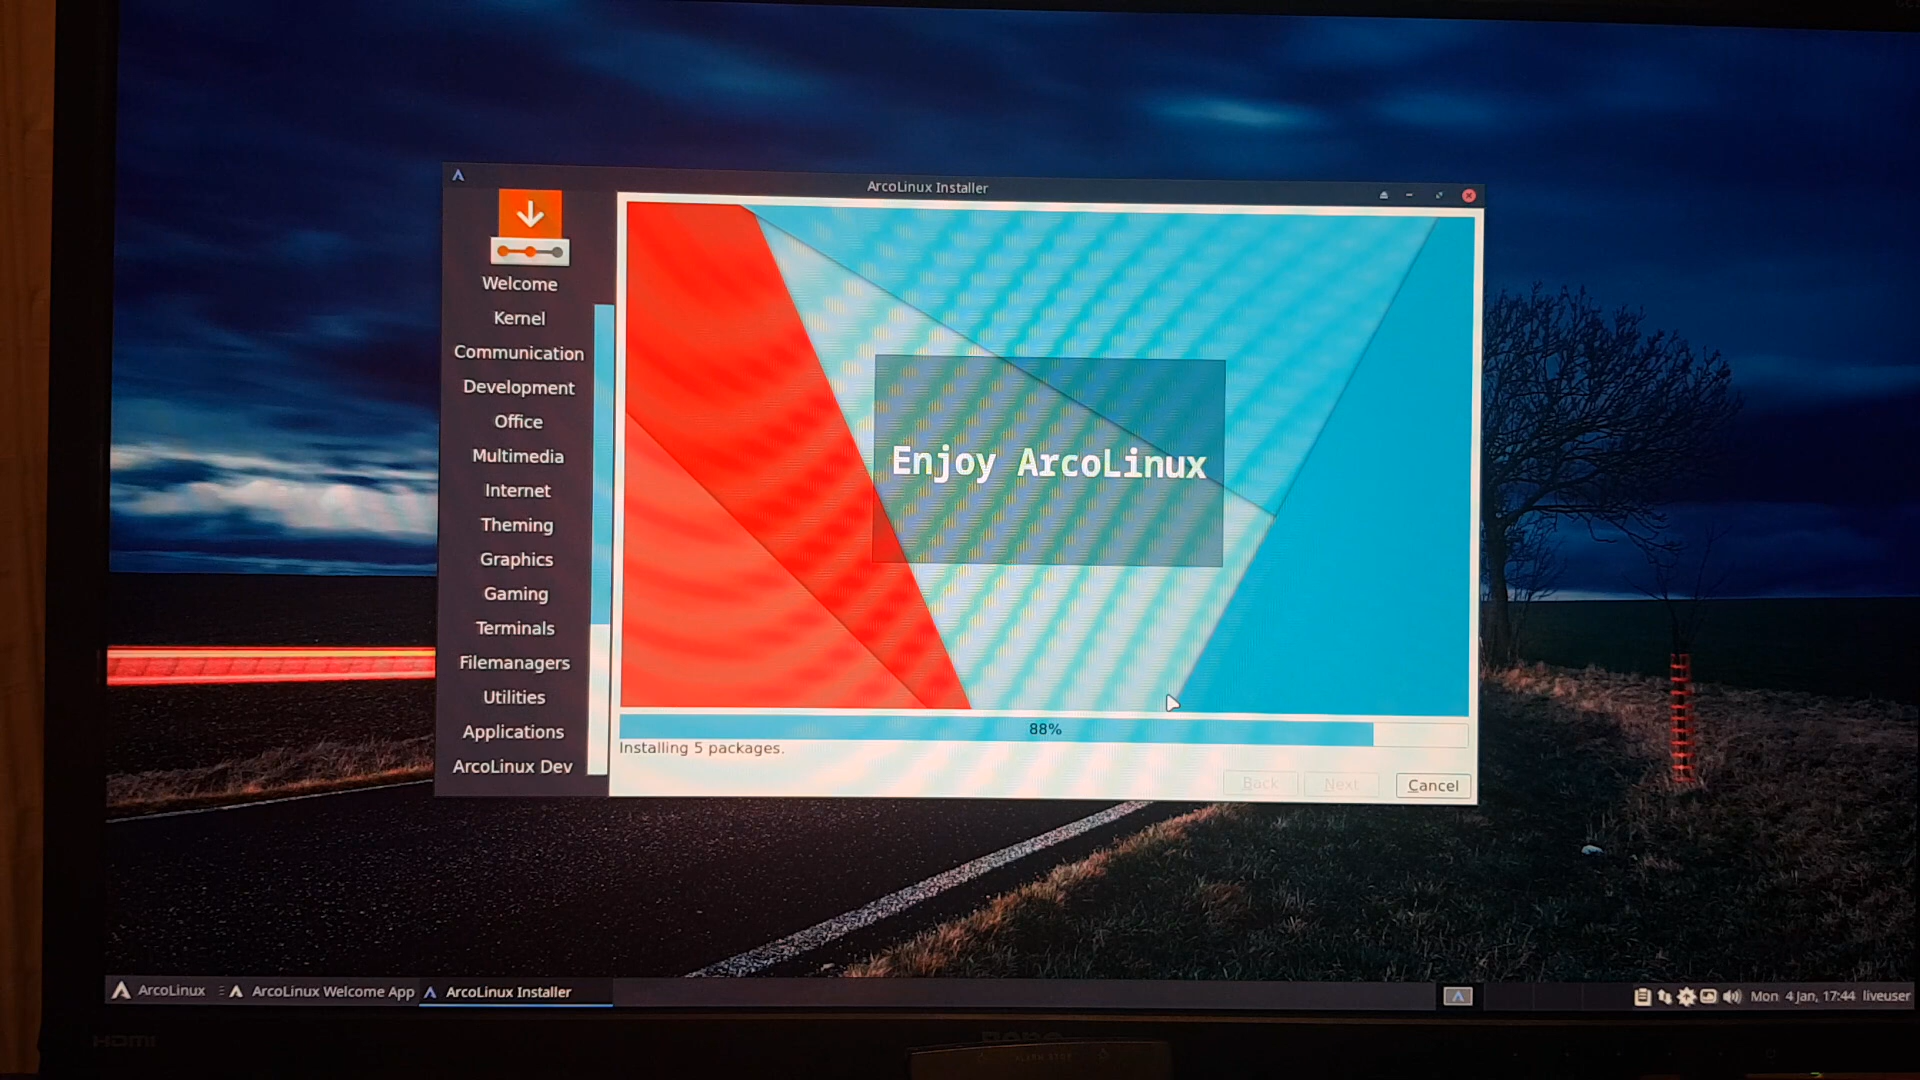 ArcoLinux Installer
Welcome
Kernel
Communication
Development
Office
Multimedia
Internet
Theming
Graphics
Gaming
Terminals
Filemanagers
Utilities
Applications
ArcoLinux Dev
Enjoy ArcoLinux
88%
Installing 5 packages.
Back Next Cancel
ArcoLinux ArcoLinux Welcome App ArcoLinux Installer Mon 4 Jan, 17:44 liveuser
HDMI